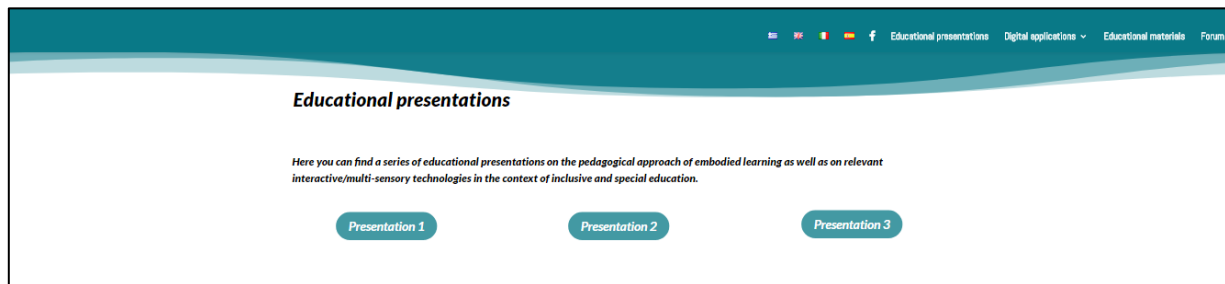 Educational presentations Digital applications Educational materials Forum
Educational presentations
Here you can find a series of educational presentations on the pedagogical approach of embodied learning as well as on relevant
interactive/multi-sensory technologies in the context of inclusive and special education.
Presentation 1 Presentation 2 Presentation 3